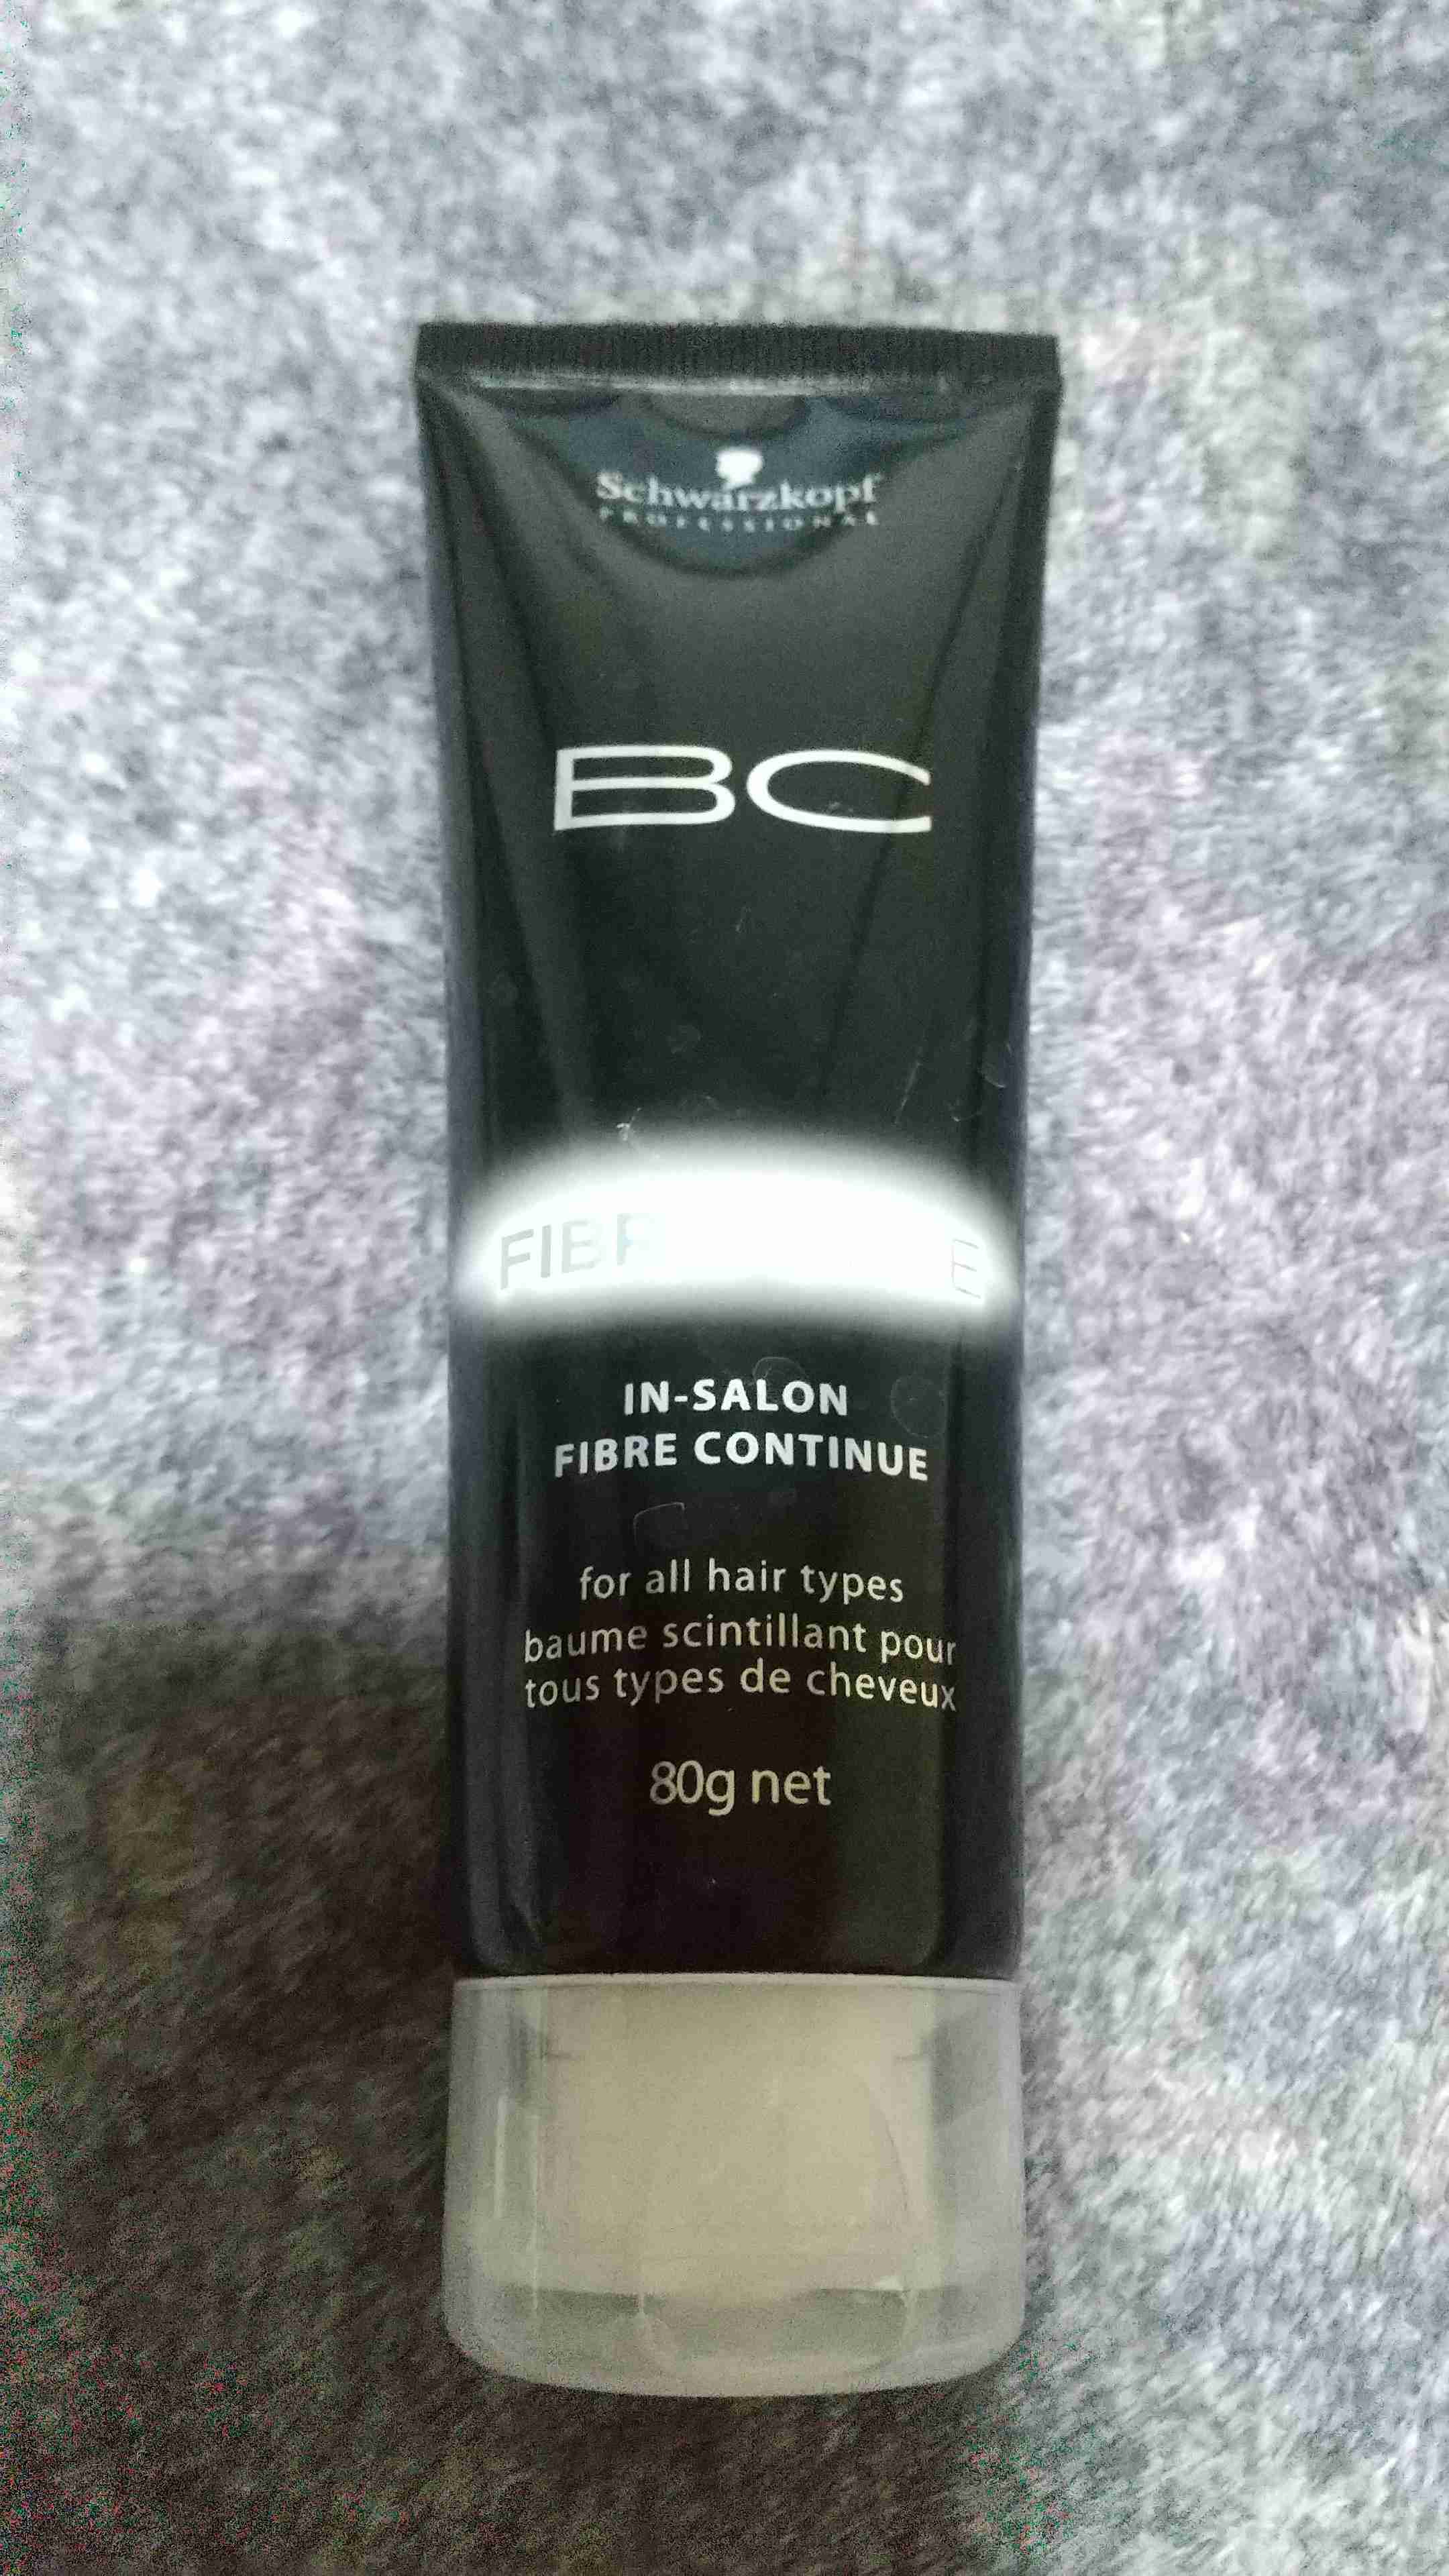 Schwarzkopf
PROFESSIONAL
BC
IN-SALON
FIBRE CONTINUE
for all hair types
baume scintillant pour
tous types de cheveux
80g net